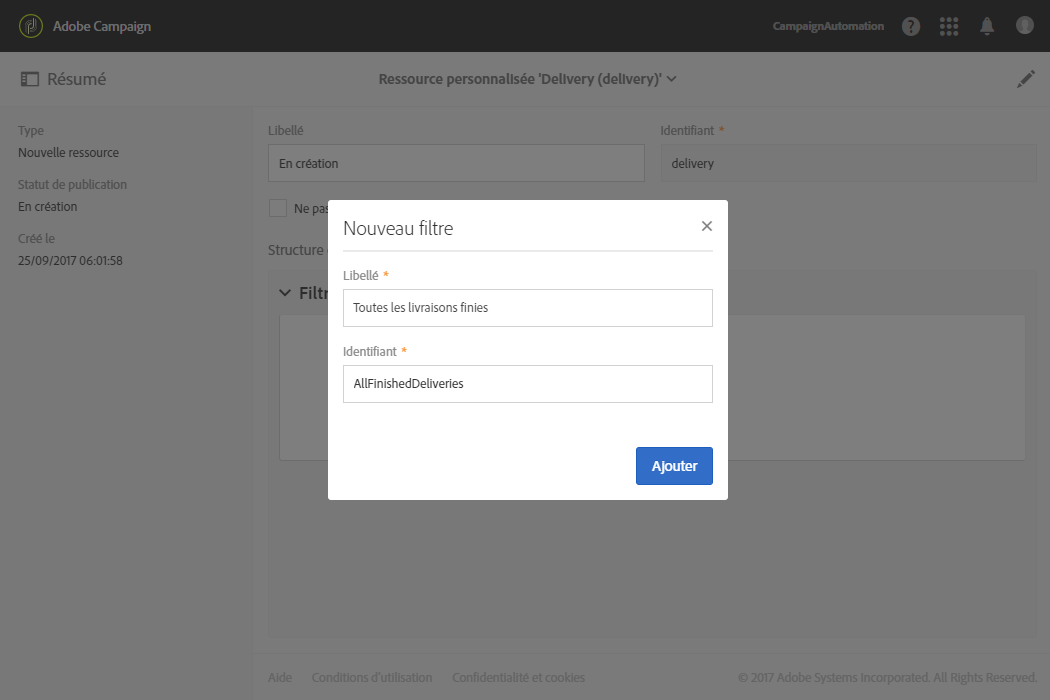 Adobe Campaign
CampaignAutomation
Résumé
Ressource personnalisée 'Delivery (delivery)'
Type
Nouvelle ressource
Statut de publication
En création
Créé le
25/09/2017 06:01:58
Libellé
Identifiant *
En création
delivery
Ne pas
Structure
Filtr
Nouveau filtre
Libellé *
Toutes les livraisons finies
Identifiant *
AllFinishedDeliveries
Ajouter
Aide
Conditions d'utilisation
Confidentialité et cookies
© 2017 Adobe Systems Incorporated. All Rights Reserved.